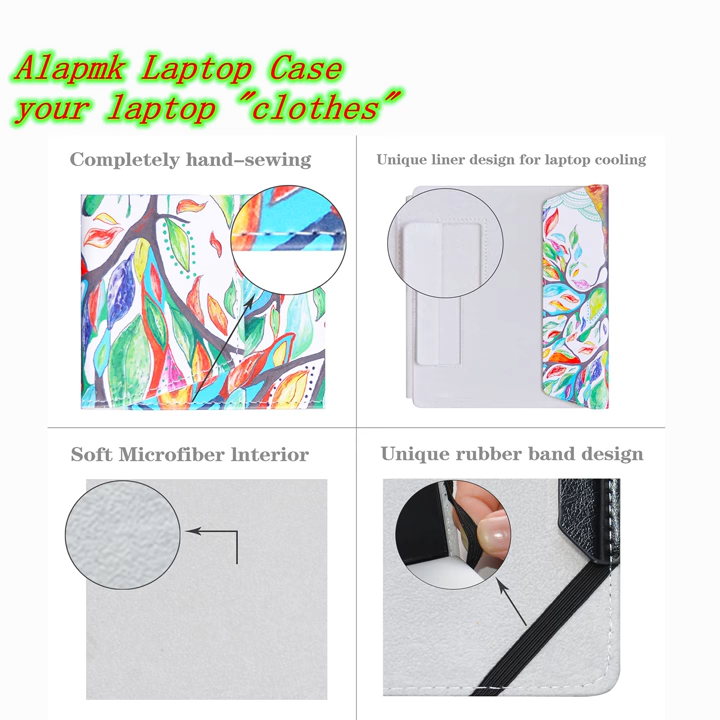 Alapmk Laptop Case
your laptop "clothes"
Completely hand-sewing
Unique liner design for laptop cooling
Soft Microfiber lnterior
Unique rubber band design